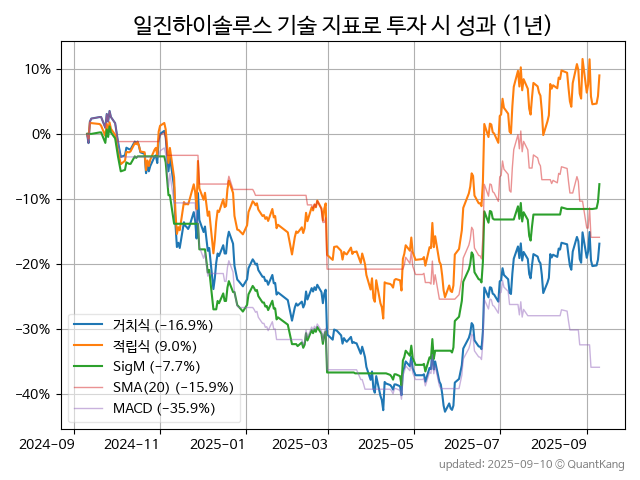 일진하이솔루스 기술 지표로 투자 시 성과 (1년)
10%
0%
−10%
−20%
−30%
−40%
거치식 (−16.9%)
적립식 (9.0%)
SigM (−7.7%)
SMA(20) (−15.9%)
MACD (−35.9%)
2024-09
2024-11
2025-01
2025-03
2025-05
2025-07
2025-09
updated: 2025-09-10 © QuantKang